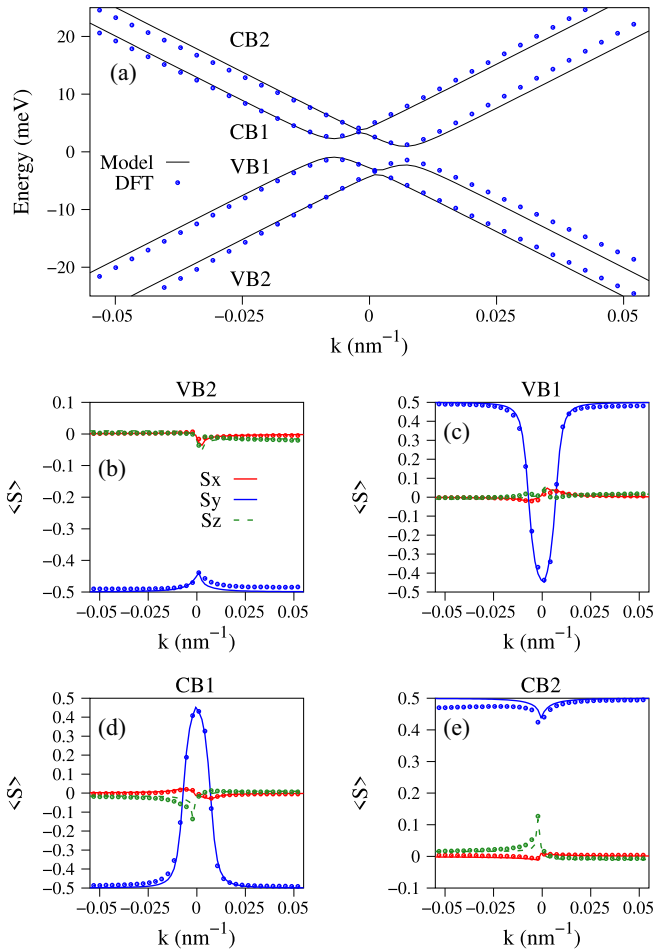 20
10
0
−10
−20
Energy (meV)
(a)
CB2
CB1
VB1
VB2
Model
DFT
−0.05
−0.025
0
0.025
0.05
k (nm⁻¹)
VB2
0.1
0
−0.1
−0.2
−0.3
−0.4
−0.5
<S>
(b)
Sx
Sy
Sz
−0.05
−0.025
0
0.025
0.05
k (nm⁻¹)
VB1
0.5
0.4
0.3
0.2
0.1
0
−0.1
−0.2
−0.3
−0.4
−0.5
<S>
(c)
−0.05
−0.025
0
0.025
0.05
k (nm⁻¹)
CB1
0.5
0.4
0.3
0.2
0.1
0
−0.1
−0.2
−0.3
−0.4
−0.5
<S>
(d)
−0.05
−0.025
0
0.025
0.05
k (nm⁻¹)
CB2
0.5
0.4
0.3
0.2
0.1
0
−0.1
<S>
(e)
−0.05
−0.025
0
0.025
0.05
k (nm⁻¹)